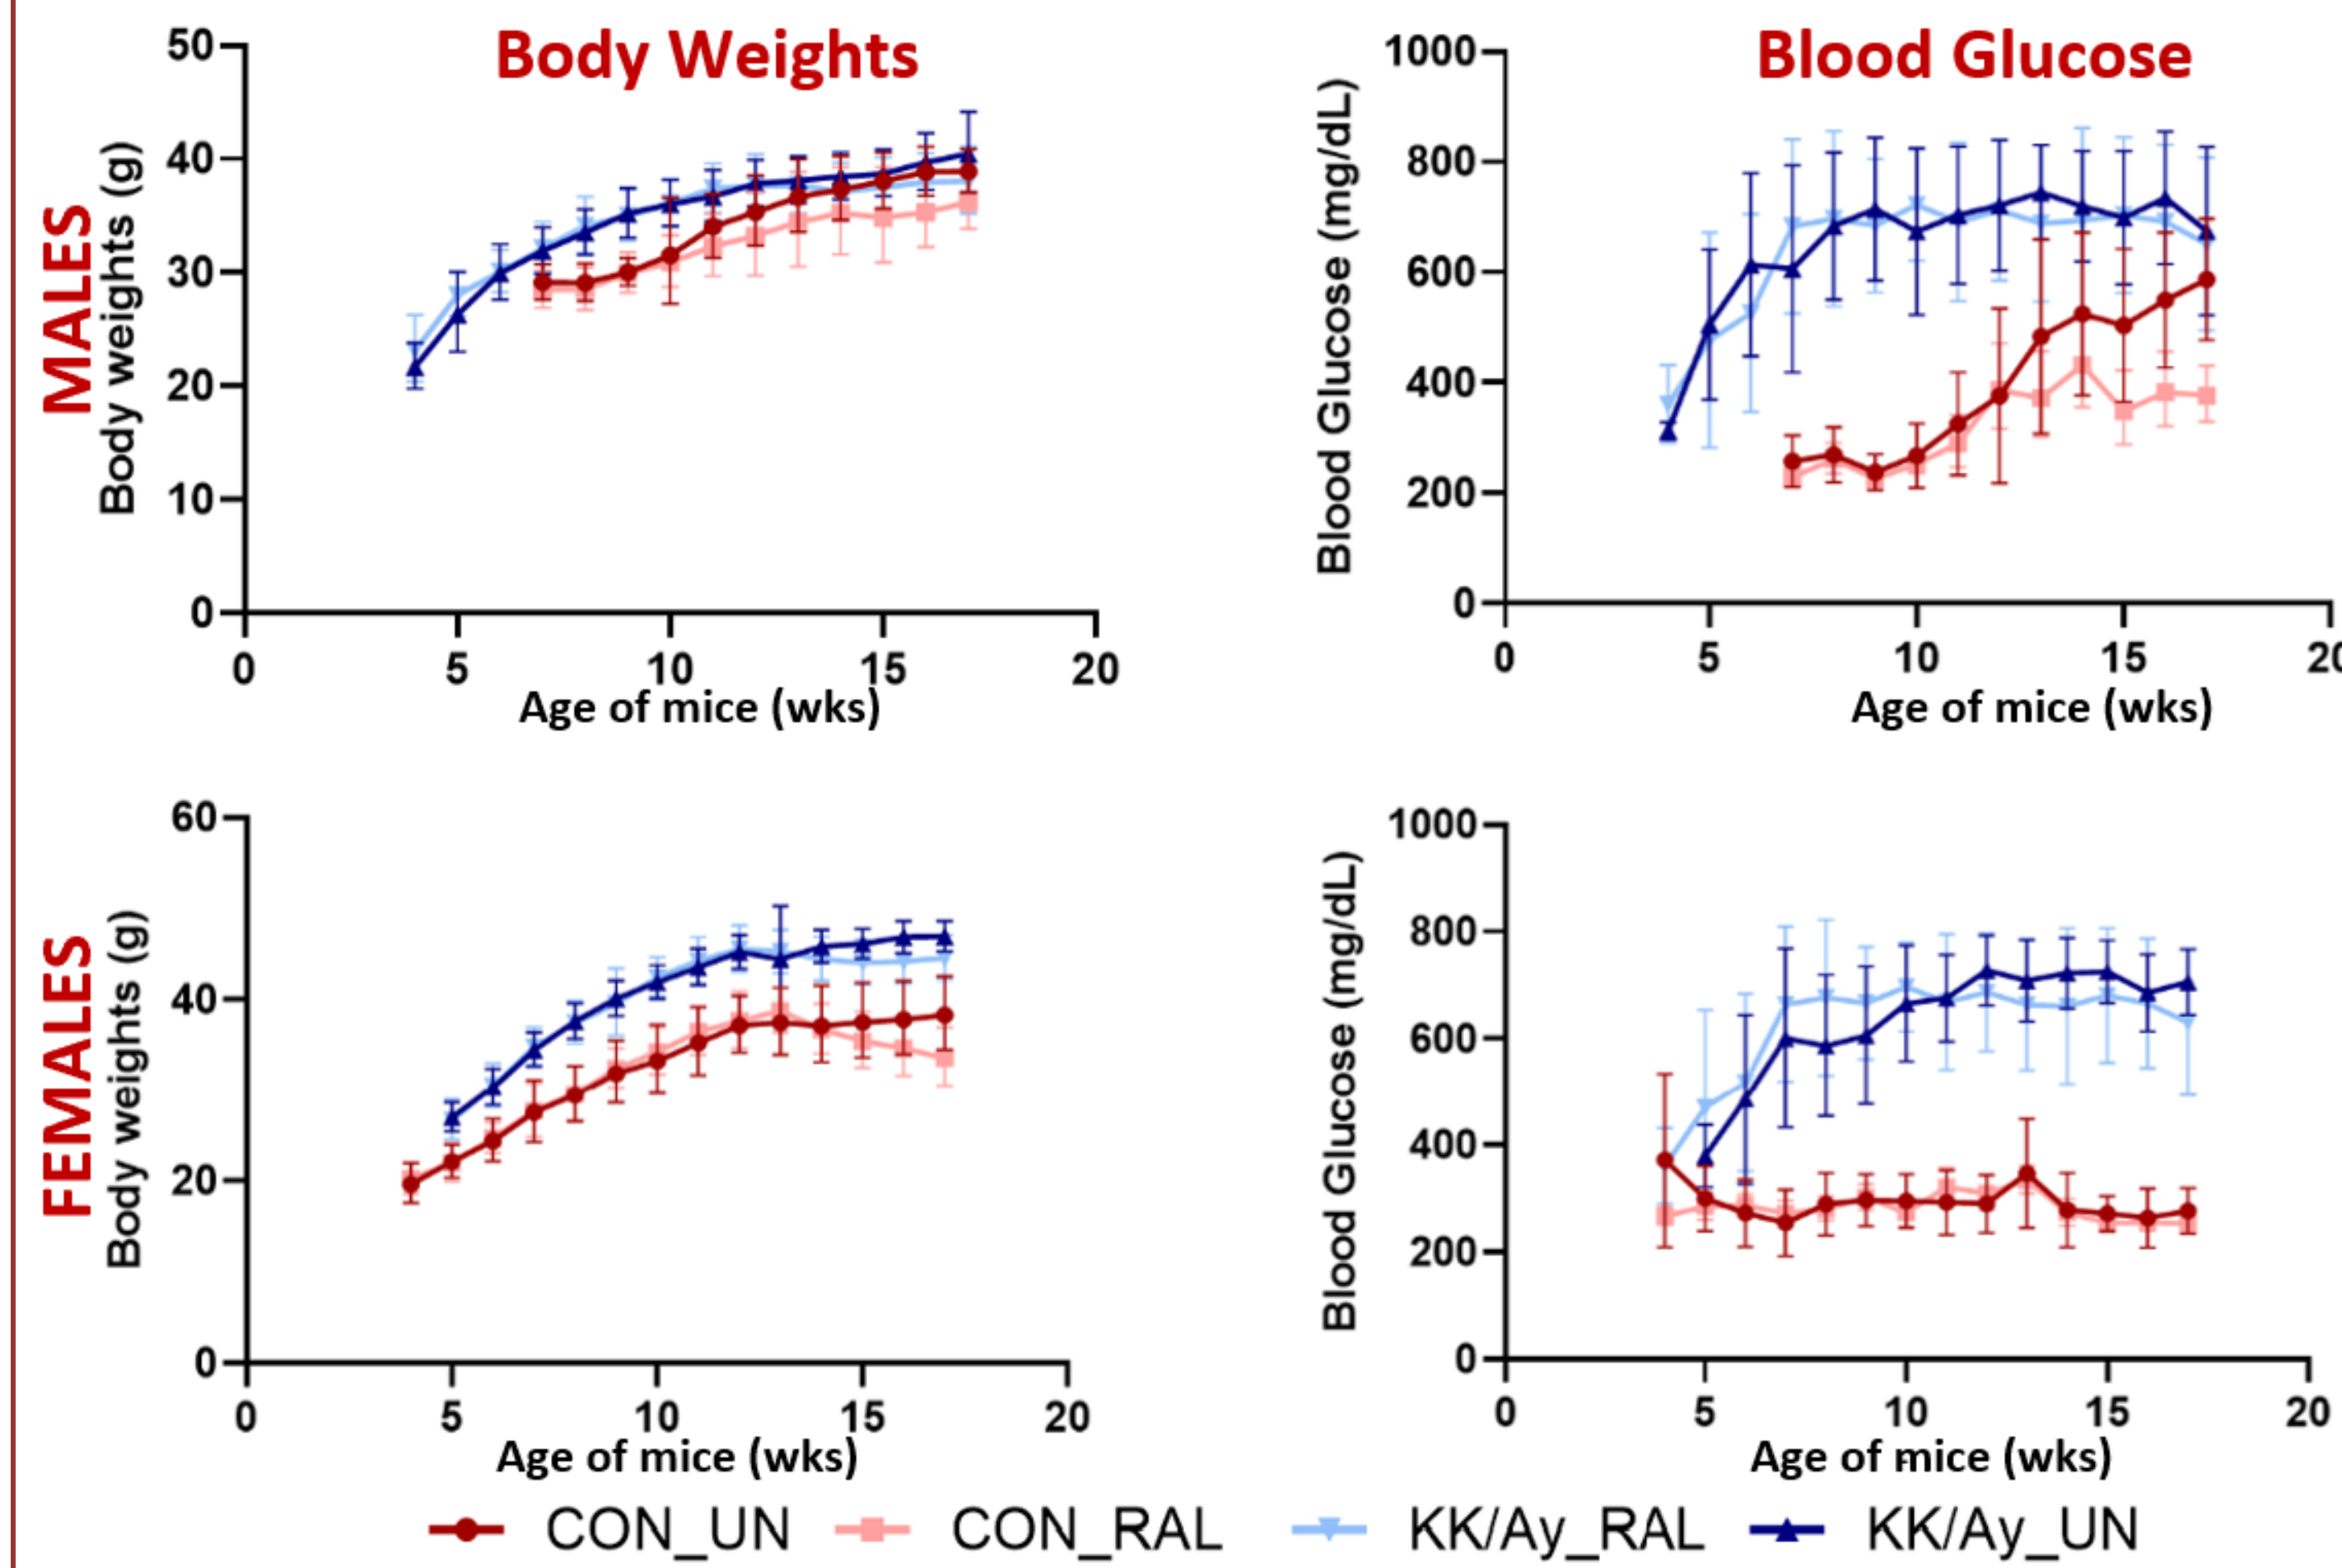 Body Weights
Blood Glucose
MALES
Body weights (g)
50
40
30
20
10
0
0 5 10 15 20
Age of mice (wks)
Blood Glucose (mg/dL)
1000
800
600
400
200
0
0 5 10 15 20
Age of mice (wks)
FEMALES
Body weights (g)
60
40
20
0
0 5 10 15 20
Age of mice (wks)
Blood Glucose (mg/dL)
1000
800
600
400
200
0
0 5 10 15 20
Age of mice (wks)
CON_UN CON_RAL KK/Ay_RAL KK/Ay_UN